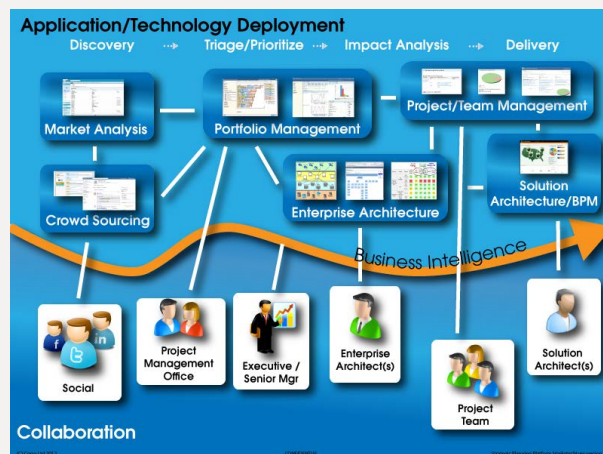 Application/Technology Deployment
Discovery
Triage/Prioritize
Impact Analysis
Delivery
Market Analysis
Portfolio Management
Project/Team Management
Crowd Sourcing
Enterprise Architecture
Solution
Architecture/BPM
Business Intelligence
f
in
t
Social
Project
Management
Office
Executive /
Senior Mgr
Enterprise
Architect(s)
Project
Team
Solution
Architect(s)
Collaboration